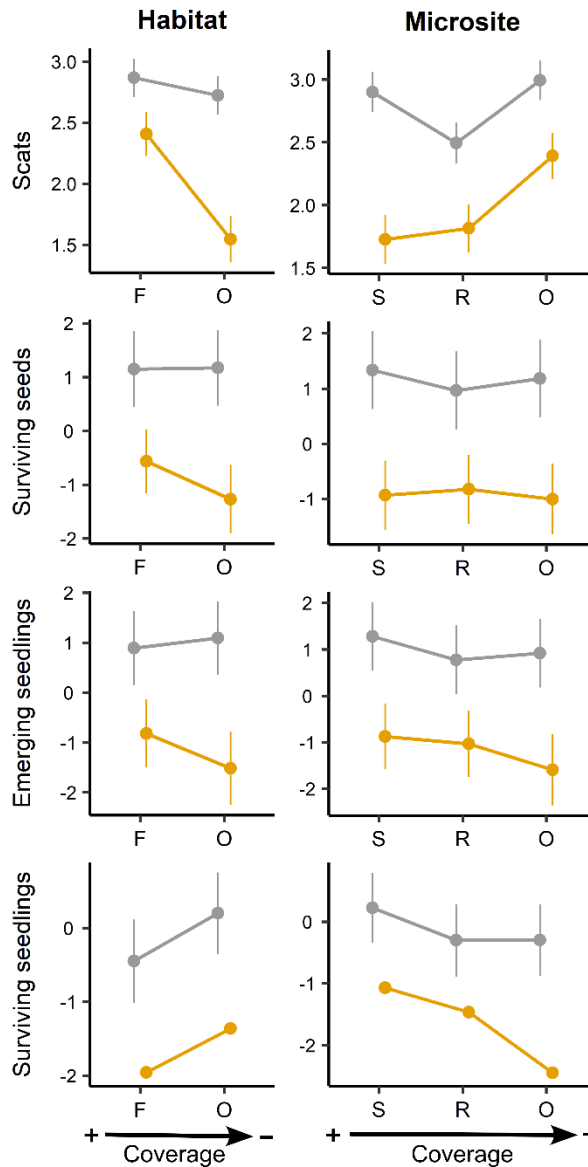 Habitat Microsite
Scats
3.0
2.5
2.0
1.5
F O
3.0
2.5
2.0
1.5
S R O
Surviving seeds
2
1
0
-1
-2
F O
2
1
0
-1
S R O
Emerging seedlings
2
1
0
-1
-2
F O
2
1
0
-1
-2
S R O
Surviving seedlings
0
-1
-2
F O
0
-1
-2
S R O
+ -
Coverage
+ -
Coverage